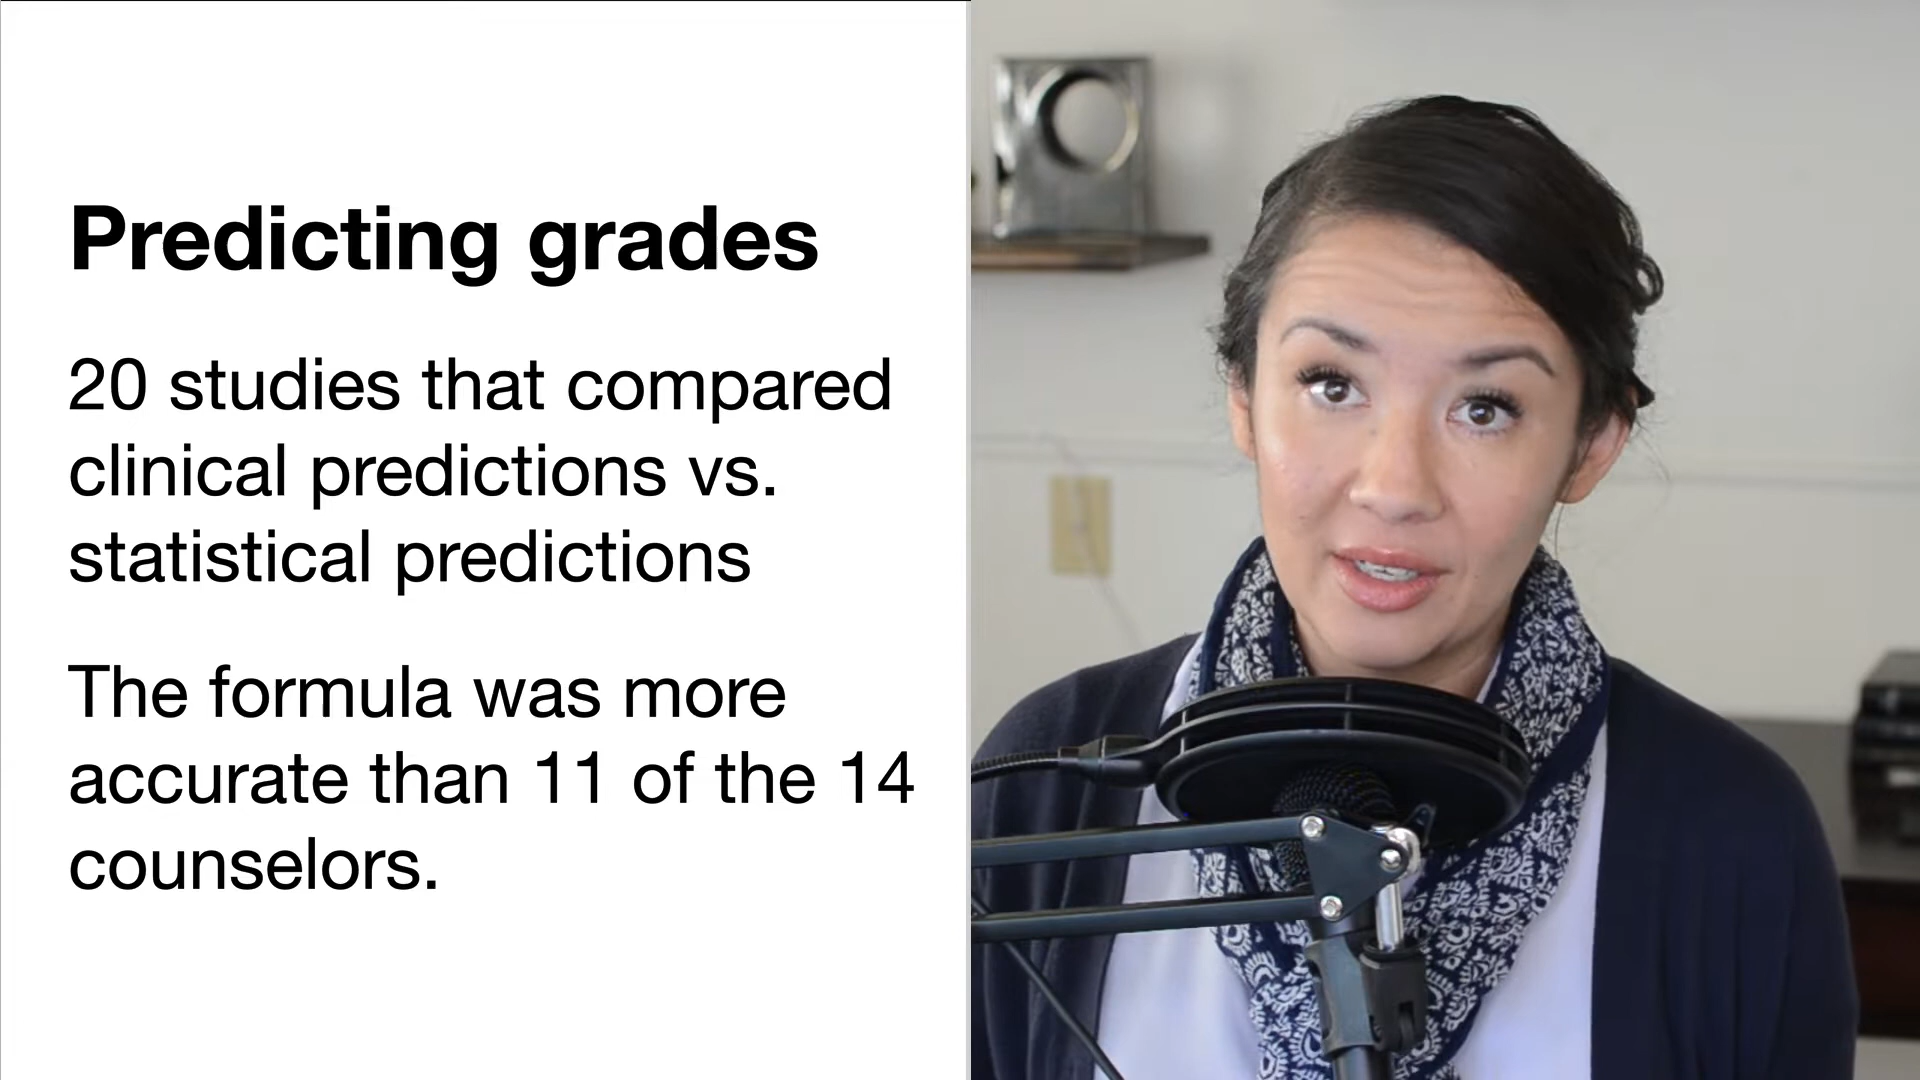 Predicting grades
20 studies that compared
clinical predictions vs.
statistical predictions
The formula was more
accurate than 11 of the 14
counselors.